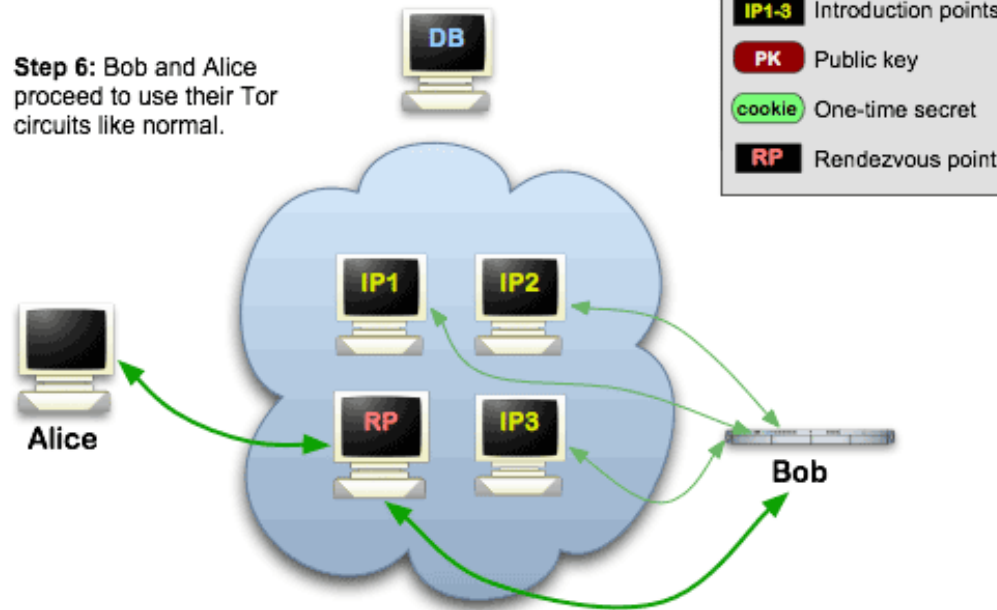 DB
Step 6: Bob and Alice
proceed to use their Tor
circuits like normal.
IP1-3 Introduction points
PK Public key
cookie One-time secret
RP Rendezvous point
IP1 IP2
RP IP3
Alice
Bob